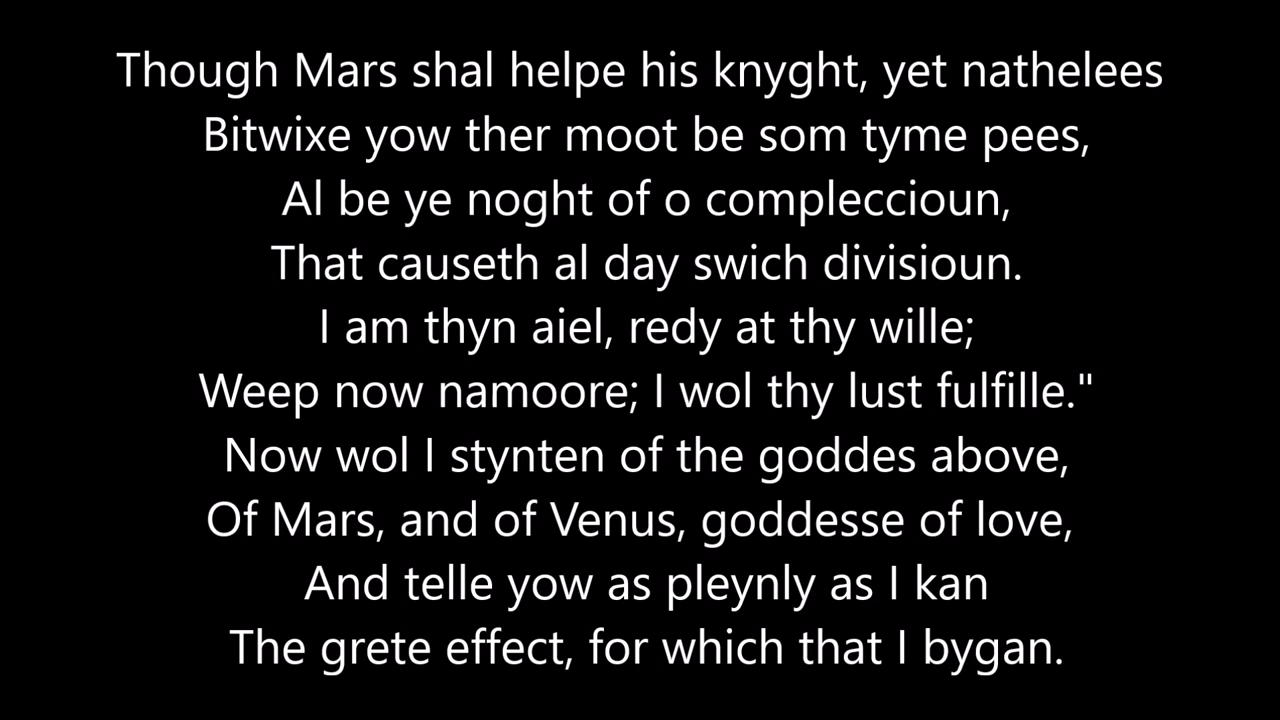 Though Mars shal helpe his knyght, yet nathelees
Bitwixe yow ther moot be som tyme pees,
Al be ye noght of o compleccioun,
That causeth al day swich divisioun.
I am thyn aiel, redy at thy wille;
Weep now namoore; I wol thy lust fulfille."
Now wol I stynten of the goddes above,
Of Mars, and of Venus, goddesse of love,
And telle yow as pleynly as I kan
The grete effect, for which that I bygan.